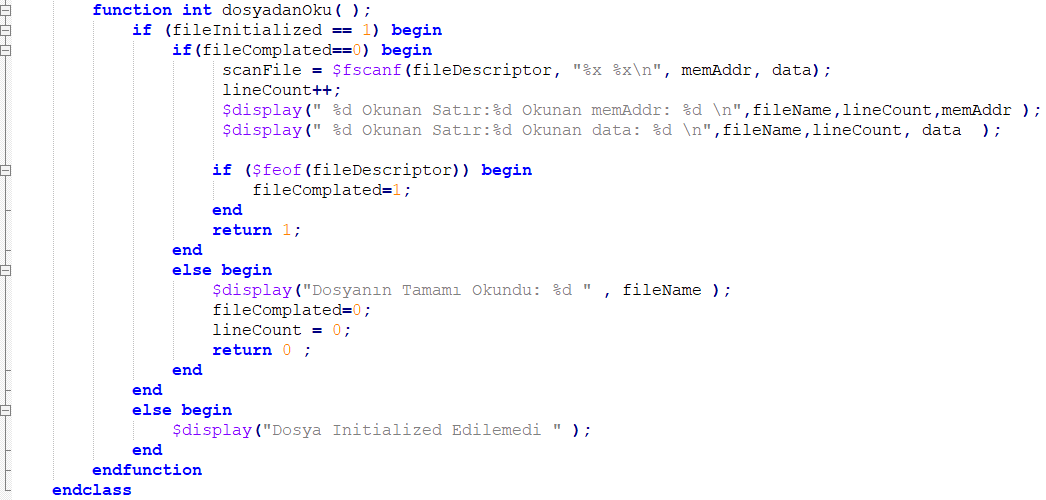 function int dosyadanOku( );
if (fileInitialized == 1) begin
if(fileComplated==0) begin
scanFile = $fscanf(fileDescriptor, "%x %x\n", memAddr, data);
lineCount++;
$display(" %d Okunan Satır:%d Okunan memAddr: %d \n",fileName,lineCount,memAddr );
$display(" %d Okunan Satır:%d Okunan data: %d \n",fileName,lineCount, data  );
if ($feof(fileDescriptor)) begin
fileComplated=1;
end
return 1;
end
else begin
$display("Dosyanın Tamamı Okundu: %d " , fileName );
fileComplated=0;
lineCount = 0;
return 0 ;
end
end
else begin
$display("Dosya Initialized Edilemedi " );
end
endfunction
endclass